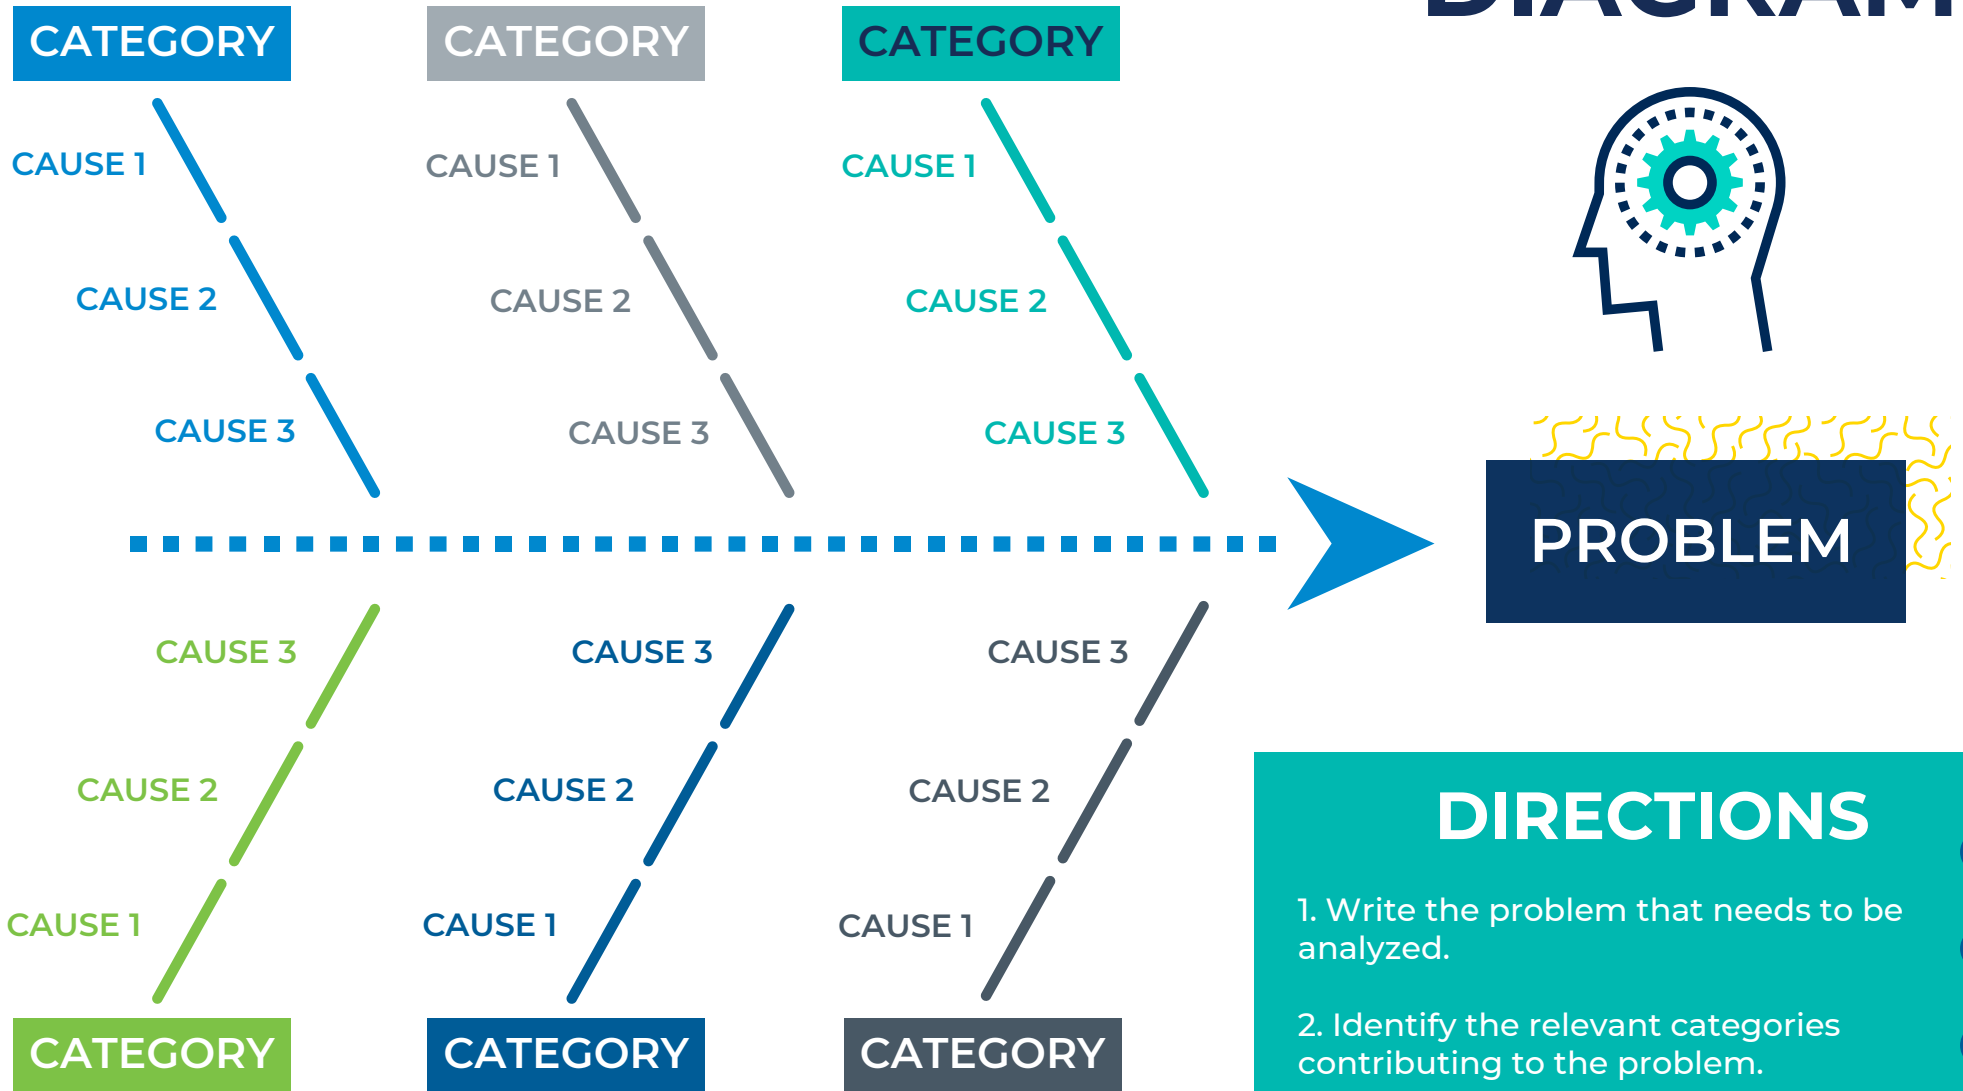 DIAGRAM
CATEGORY
CATEGORY
CATEGORY
CAUSE 1
CAUSE 1
CAUSE 1
CAUSE 2
CAUSE 2
CAUSE 2
CAUSE 3
CAUSE 3
CAUSE 3
PROBLEM
CAUSE 3
CAUSE 3
CAUSE 3
CAUSE 2
CAUSE 2
CAUSE 2
CAUSE 1
CAUSE 1
CAUSE 1
CATEGORY
CATEGORY
CATEGORY
DIRECTIONS
1. Write the problem that needs to be
analyzed.
2. Identify the relevant categories
contributing to the problem.